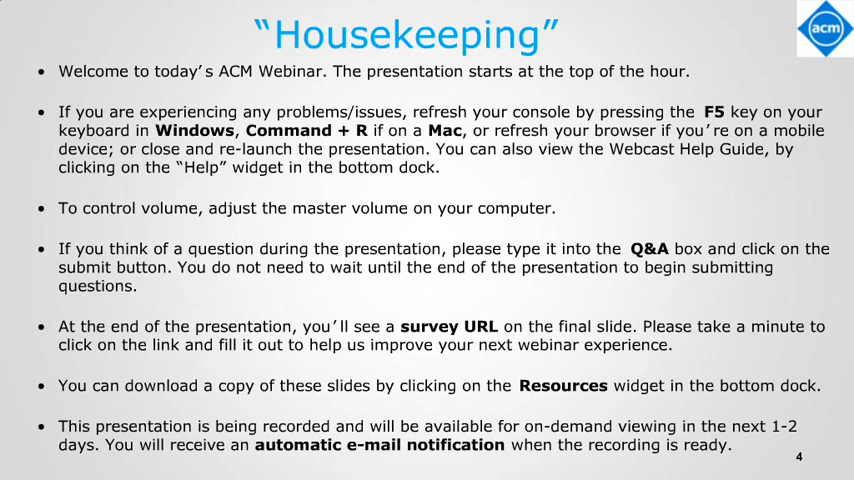 “Housekeeping”
acm
• Welcome to today’s ACM Webinar. The presentation starts at the top of the hour.
• If you are experiencing any problems/issues, refresh your console by pressing the F5 key on your
keyboard in Windows, Command + R if on a Mac, or refresh your browser if you’re on a mobile
device; or close and re-launch the presentation. You can also view the Webcast Help Guide, by
clicking on the “Help” widget in the bottom dock.
• To control volume, adjust the master volume on your computer.
• If you think of a question during the presentation, please type it into the Q&A box and click on the
submit button. You do not need to wait until the end of the presentation to begin submitting
questions.
• At the end of the presentation, you’ll see a survey URL on the final slide. Please take a minute to
click on the link and fill it out to help us improve your next webinar experience.
• You can download a copy of these slides by clicking on the Resources widget in the bottom dock.
• This presentation is being recorded and will be available for on-demand viewing in the next 1-2
days. You will receive an automatic e-mail notification when the recording is ready.
4